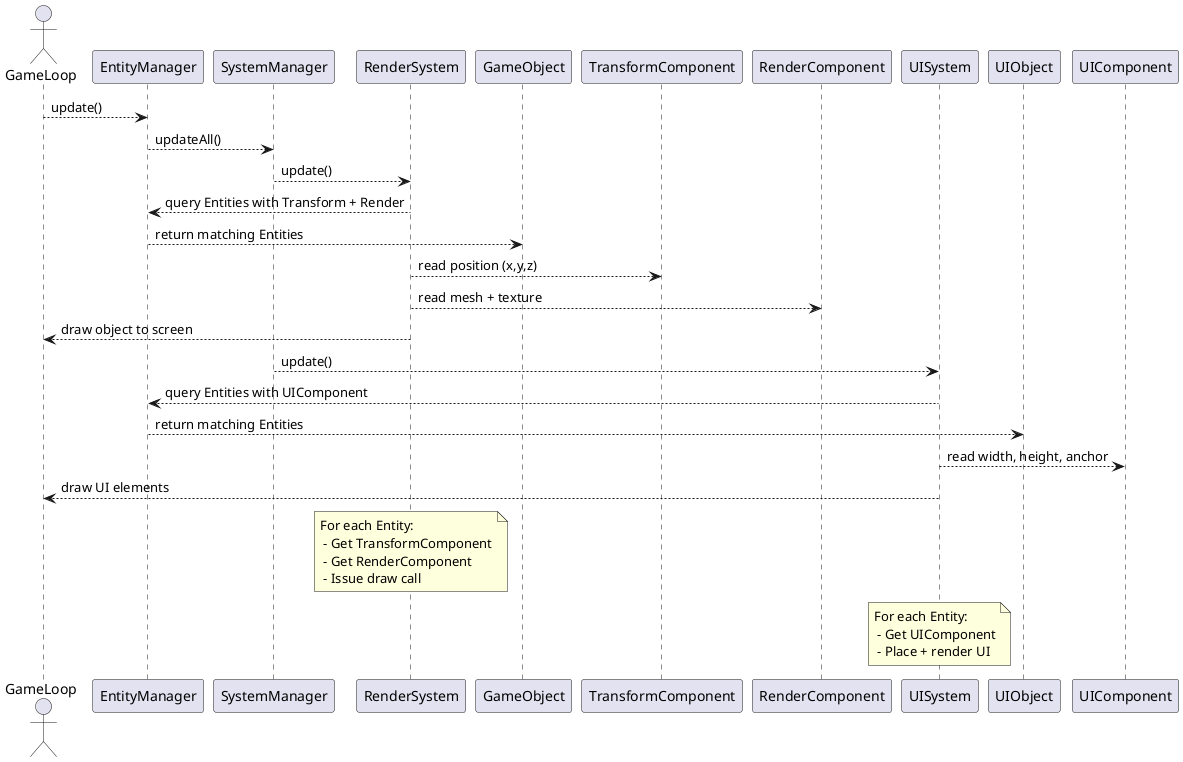 GameLoop
EntityManager
SystemManager
RenderSystem
GameObject
TransformComponent
RenderComponent
UISystem
UIObject
UIComponent
update()
updateAll()
update()
query Entities with Transform + Render
return matching Entities
read position (x,y,z)
read mesh + texture
draw object to screen
update()
query Entities with UIComponent
return matching Entities
read width, height, anchor
draw UI elements
For each Entity:
- Get TransformComponent
- Get RenderComponent
- Issue draw call
For each Entity:
- Get UIComponent
- Place + render UI
GameLoop
EntityManager
SystemManager
RenderSystem
GameObject
TransformComponent
RenderComponent
UISystem
UIObject
UIComponent